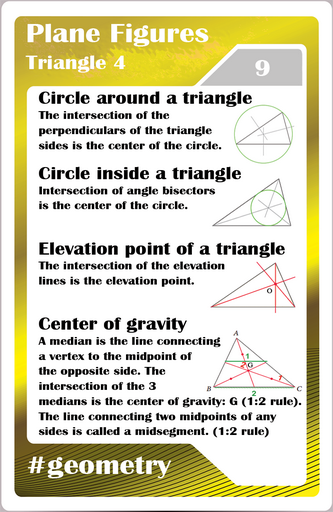 Plane Figures
Triangle 4
9
Circle around a triangle
The intersection of the
perpendiculars of the triangle
sides is the center of the circle.
Circle inside a triangle
Intersection of angle bisectors
is the center of the circle.
Elevation point of a triangle
The intersection of the elevation
lines is the elevation point.
O
Center of gravity
A median is the line connecting
a vertex to the midpoint of
the opposite side. The
intersection of the 3
medians is the center of gravity: G (1:2 rule).
The line connecting two midpoints of any
sides is called a midsegment. (1:2 rule)
A
1
G
B
C
2
#geometry